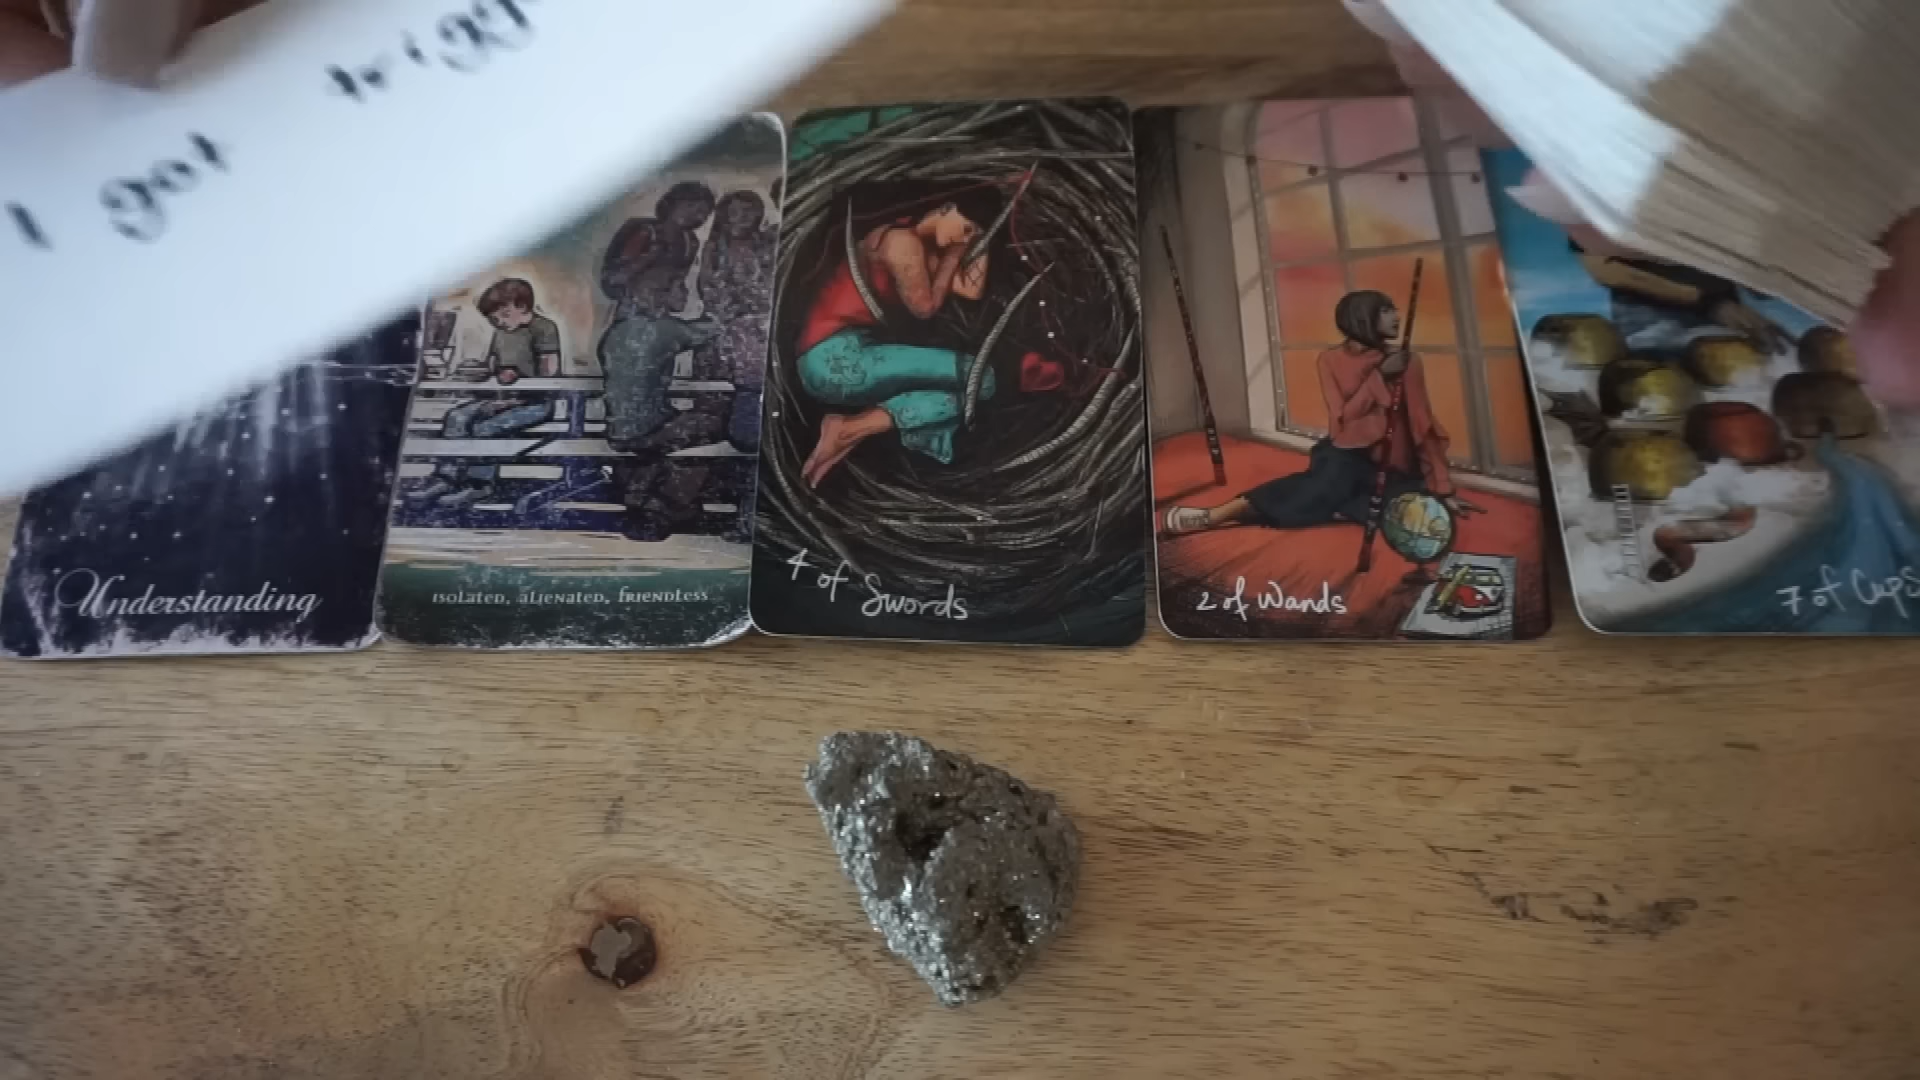 I got
Understanding
isolated, alienated, friendless
4 of Swords
2 of Wands
7 of Cups